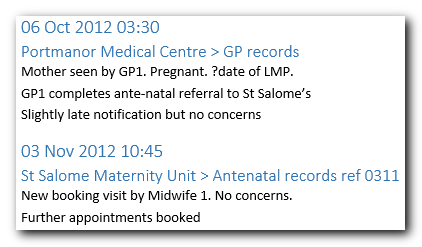 06 Oct 2012 03:30
Portmanor Medical Centre > GP records
Mother seen by GP1. Pregnant. ?date of LMP.
GP1 completes ante-natal referral to St Salome's
Slightly late notification but no concerns
03 Nov 2012 10:45
St Salome Maternity Unit > Antenatal records ref 0311
New booking visit by Midwife 1. No concerns.
Further appointments booked